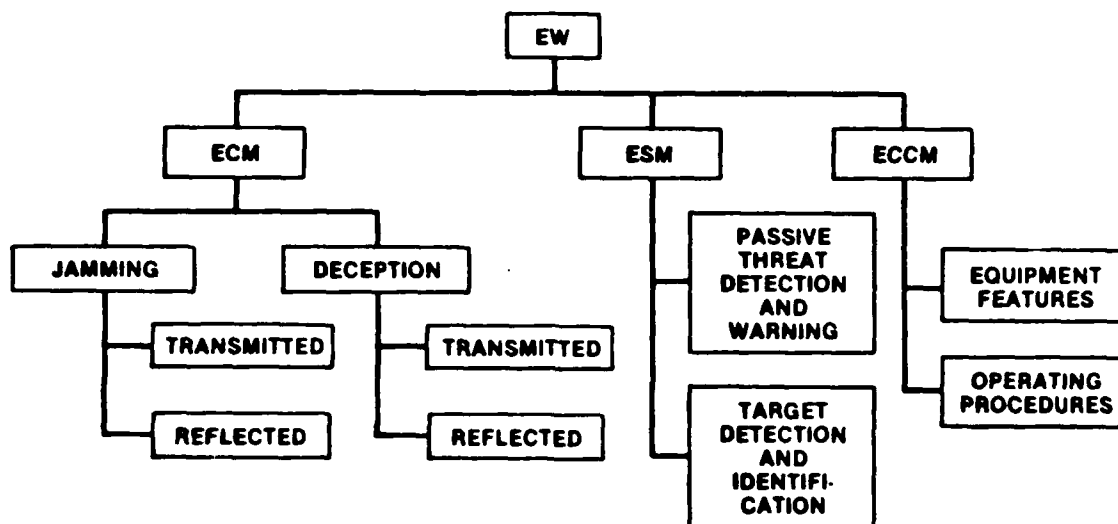 EW
ECM
ESM
ECCM
JAMMING
DECEPTION
PASSIVE
THREAT
DETECTION
AND
WARNING
EQUIPMENT
FEATURES
TRANSMITTED
TRANSMITTED
REFLECTED
REFLECTED
TARGET
DETECTION
AND
IDENTIFI-
CATION
OPERATING
PROCEDURES